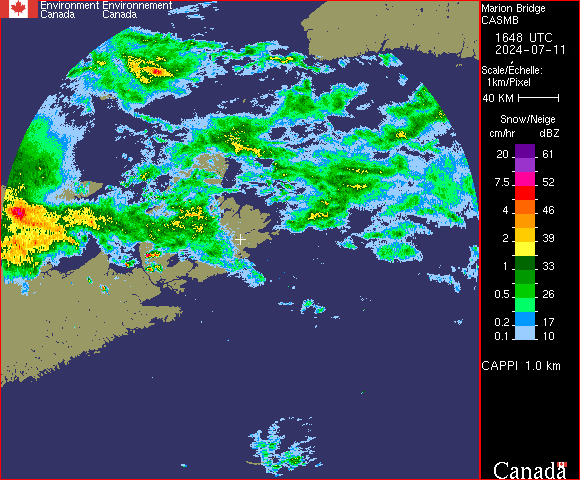 Environment Environnement
Canada Canada
Marion Bridge
CASMB
1648 UTC
2024-07-11
Scale/Echelle:
1km/Pixel
40 KM
Snow/Neige
cm/hr dBZ
20 61
7.5 52
4 46
2 39
1 33
0.5 26
0.2 17
0.1 10
CAPPI 1.0 km
Canada